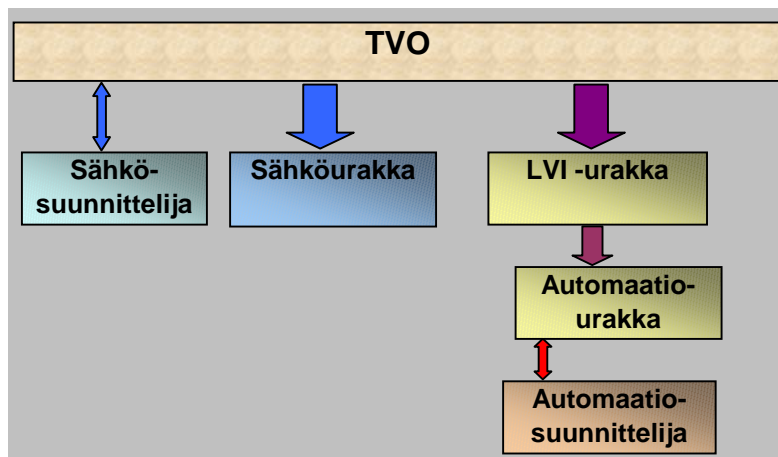 TVO
Sähkö-
suunnittelija
Sähköurakka
LVI -urakka
Automaatio-
urakka
Automaatio-
suunnittelija